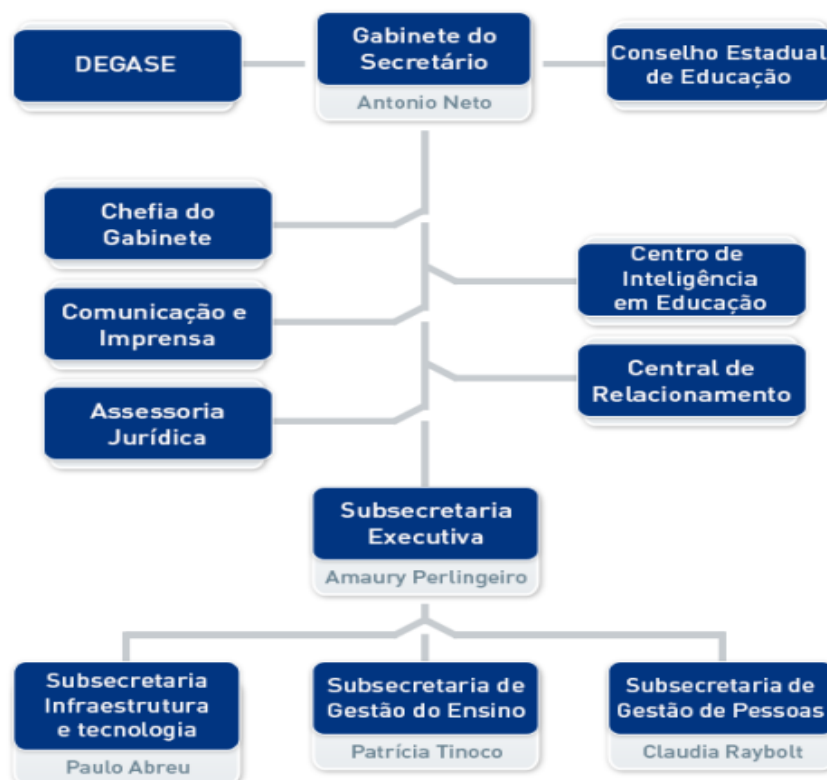 DEGASE
Gabinete do
Secretário
Antonio Neto
Conselho Estadual
de Educação
Chefia do
Gabinete
Centro de
Inteligência
em Educação
Comunicação e
Imprensa
Central de
Relacionamento
Assessoria
Jurídica
Subsecretaria
Executiva
Amaury Perlingeiro
Subsecretaria
Infraestrutura
e tecnologia
Paulo Abreu
Subsecretaria de
Gestão do Ensino
Patrícia Tinoco
Subsecretaria de
Gestão de Pessoas
Claudia Raybolt